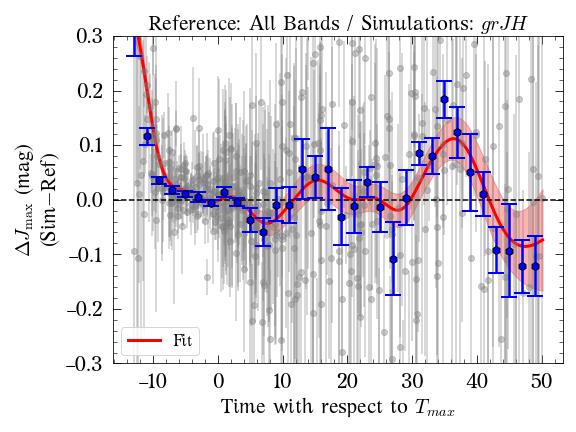 Reference: All Bands / Simulations: grJH
ΔJmax (mag)
(Sim−Ref)
0.3
0.2
0.1
0.0
−0.1
−0.2
−0.3
Fit
−10 0 10 20 30 40 50
Time with respect to Tmax